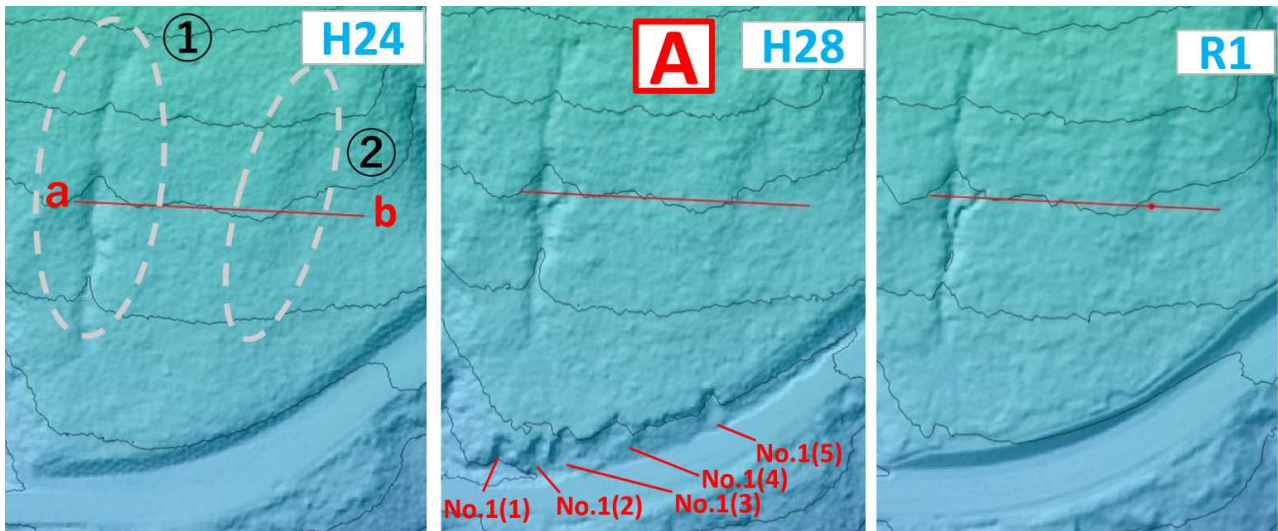 H24
①
②
a
b
A
H28
No.1(1)
No.1(2)
No.1(3)
No.1(4)
No.1(5)
R1